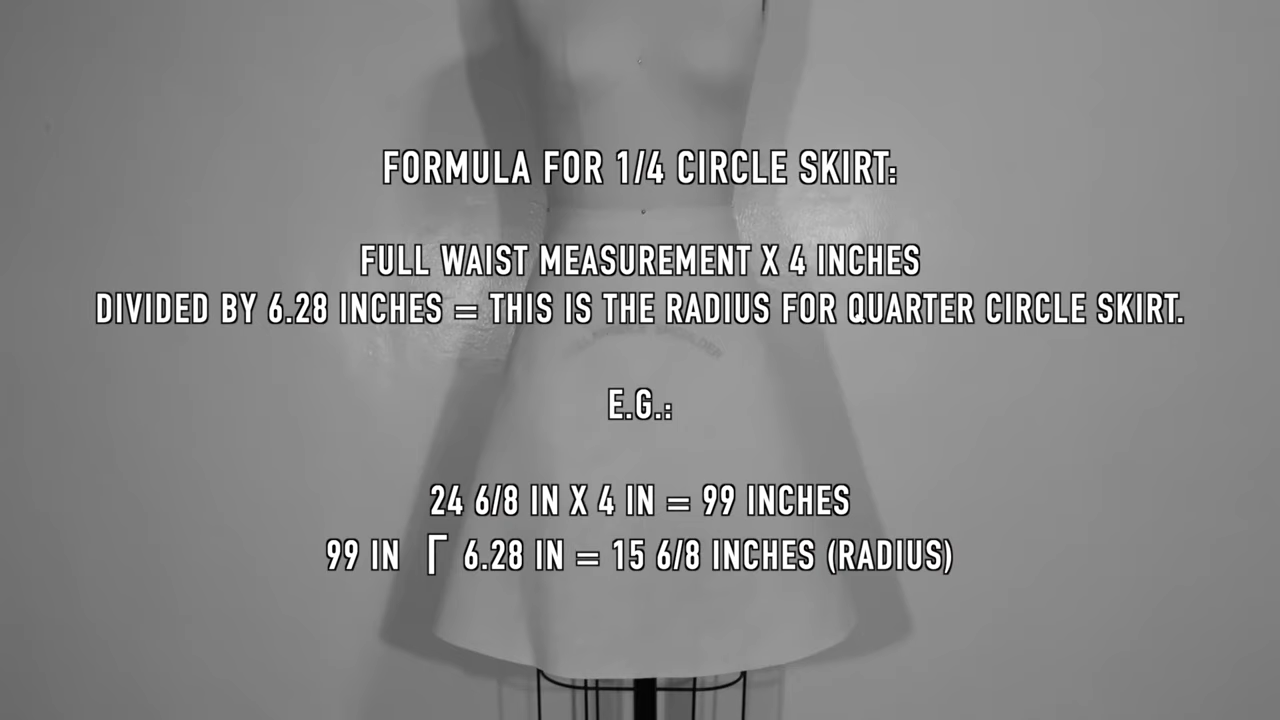 FORMULA FOR 1/4 CIRCLE SKIRT:
FULL WAIST MEASUREMENT X 4 INCHES
DIVIDED BY 6.28 INCHES = THIS IS THE RADIUS FOR QUARTER CIRCLE SKIRT.
E.G.:
24 6/8 IN X 4 IN = 99 INCHES
99 IN Γ 6.28 IN = 15 6/8 INCHES (RADIUS)